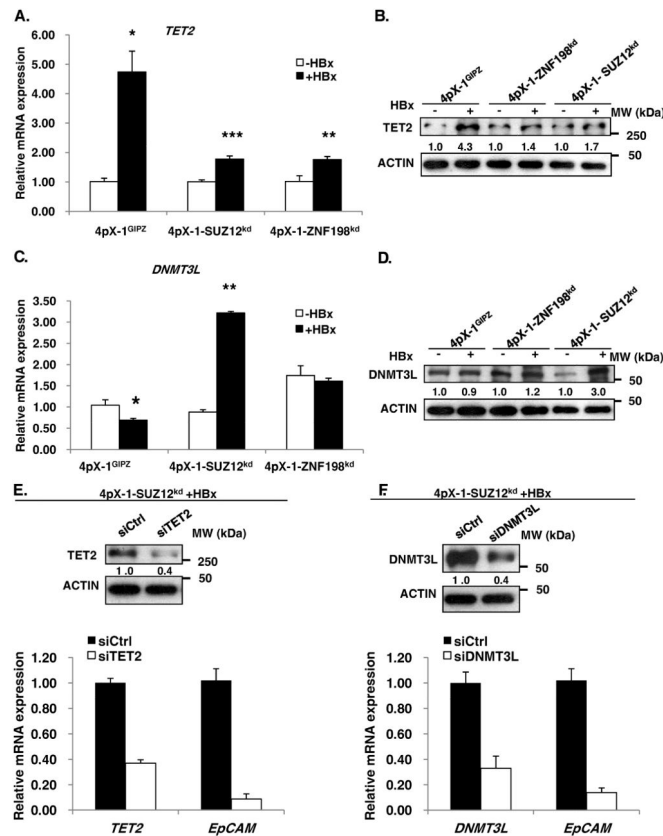 A.
TET2
Relative mRNA expression
6.00
5.00
4.00
3.00
2.00
1.00
0.00
*
***
**
-HBx
+HBx
4pX-1GIPZ 4pX-1-SUZ12kd 4pX-1-ZNF198kd
B.
4pX-1GIPZ 4pX-1-ZNF198kd 4pX-1- SUZ12kd
HBx - + - + - + MW (kDa)
TET2 250
1.0 4.3 1.0 1.4 1.0 1.7
50
ACTIN
C.
DNMT3L
Relative mRNA expression
3.50
3.00
2.50
2.00
1.50
1.00
0.50
0.00
*
**
-HBx
+HBx
4pX-1GIPZ 4pX-1-SUZ12kd 4pX-1-ZNF198kd
D.
4pX-1GIPZ 4pX-1-ZNF198kd 4pX-1- SUZ12kd
HBx - + - + - + MW (kDa)
DNMT3L 50
1.0 0.9 1.0 1.2 1.0 3.0
ACTIN 50
E.
4pX-1-SUZ12kd +HBx
siCtrl siTET2 MW (kDa)
TET2 250
1.0 0.4
50
ACTIN
siCtrl
siTET2
Relative mRNA expression
1.20
1.00
0.80
0.60
0.40
0.20
0.00
TET2 EpCAM
F.
4pX-1-SUZ12kd +HBx
siCtrl siDNMT3L MW (kDa)
DNMT3L 50
1.0 0.4
ACTIN 50
siCtrl
siDNMT3L
Relative mRNA expression
1.20
1.00
0.80
0.60
0.40
0.20
0.00
DNMT3L EpCAM